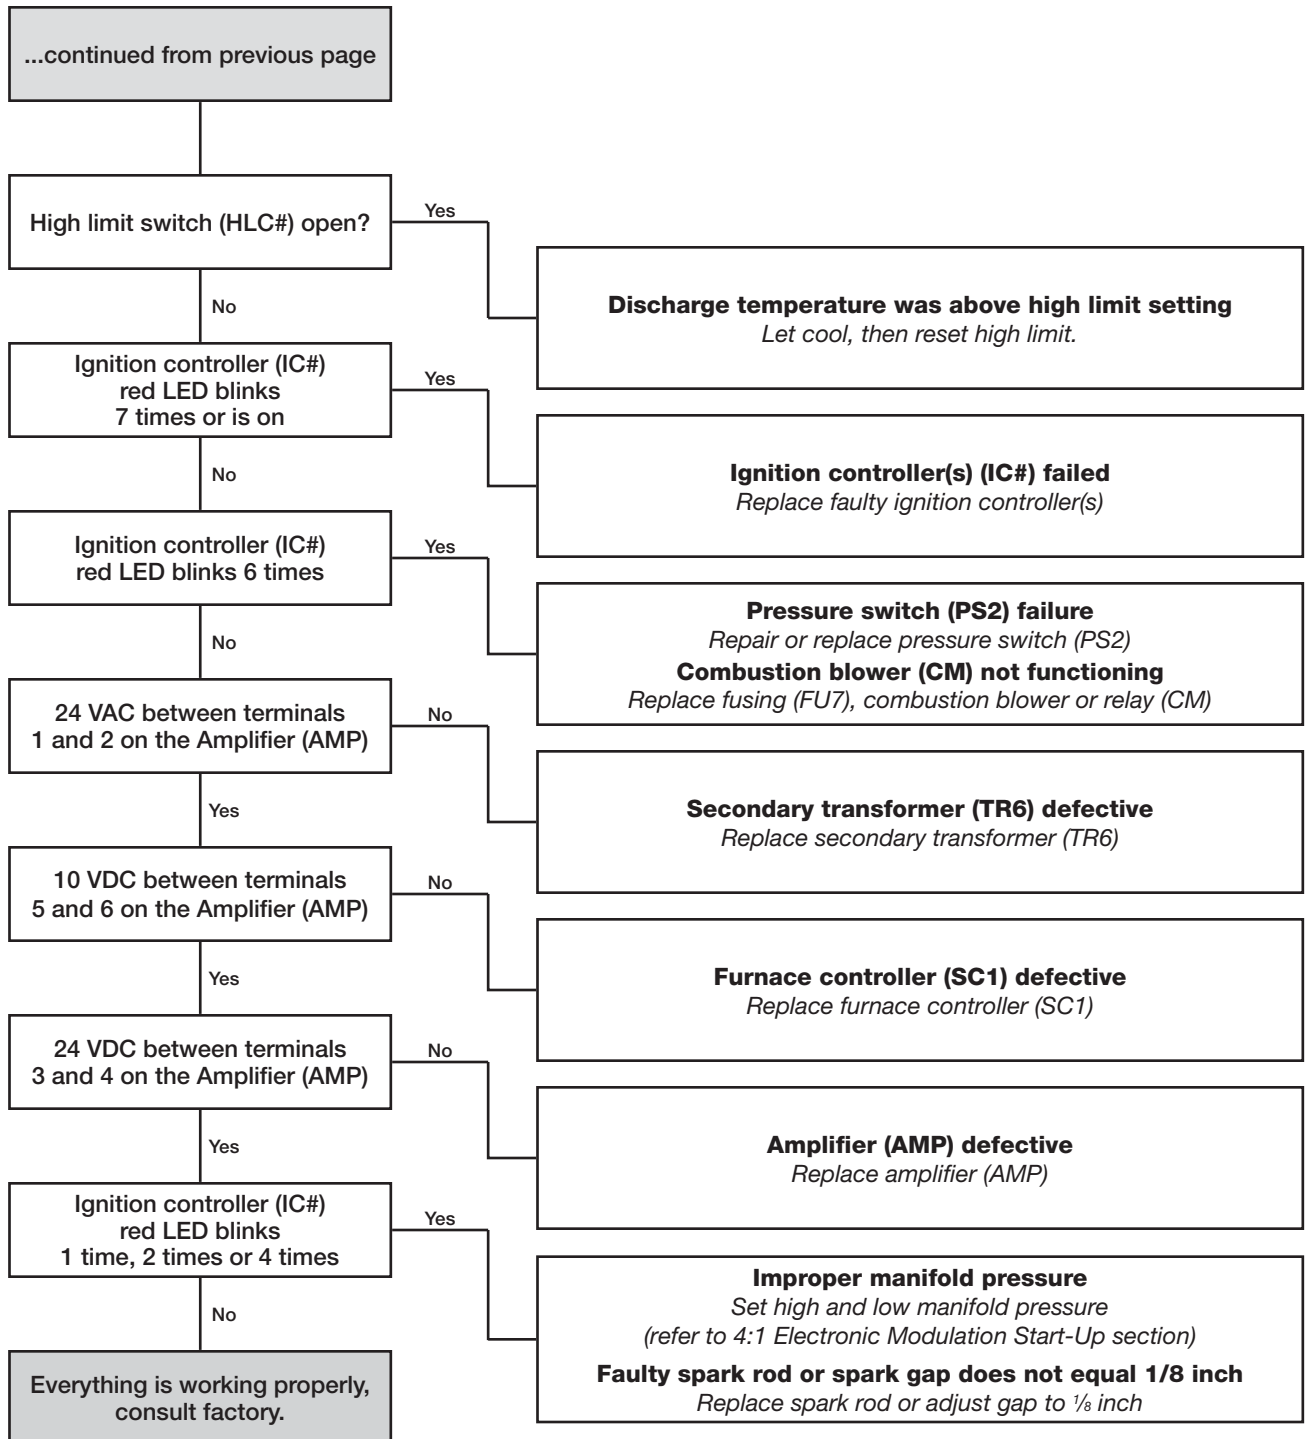 ...continued from previous page
High limit switch (HLC#) open?
Yes
Discharge temperature was above high limit setting
Let cool, then reset high limit.
No
Ignition controller (IC#)
red LED blinks
7 times or is on
Yes
Ignition controller(s) (IC#) failed
Replace faulty ignition controller(s)
No
Ignition controller (IC#)
red LED blinks 6 times
Yes
Pressure switch (PS2) failure
Repair or replace pressure switch (PS2)
Combustion blower (CM) not functioning
Replace fusing (FU7), combustion blower or relay (CM)
No
24 VAC between terminals
1 and 2 on the Amplifier (AMP)
No
Secondary transformer (TR6) defective
Replace secondary transformer (TR6)
Yes
10 VDC between terminals
5 and 6 on the Amplifier (AMP)
No
Furnace controller (SC1) defective
Replace furnace controller (SC1)
Yes
24 VDC between terminals
3 and 4 on the Amplifier (AMP)
No
Amplifier (AMP) defective
Replace amplifier (AMP)
Yes
Ignition controller (IC#)
red LED blinks
1 time, 2 times or 4 times
Yes
Improper manifold pressure
Set high and low manifold pressure
(refer to 4:1 Electronic Modulation Start-Up section)
Faulty spark rod or spark gap does not equal 1/8 inch
Replace spark rod or adjust gap to ⅛ inch
No
Everything is working properly,
consult factory.